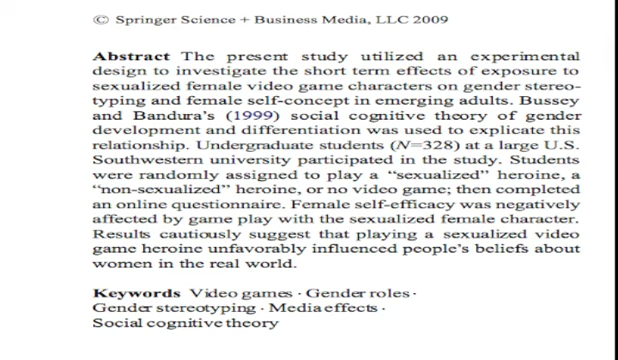 © Springer Science + Business Media, LLC 2009
Abstract The present study utilized an experimental
design to investigate the short term effects of exposure to
sexualized female video game characters on gender stereo-
typing and female self-concept in emerging adults. Bussey
and Bandura's (1999) social cognitive theory of gender
development and differentiation was used to explicate this
relationship. Undergraduate students (N=328) at a large U.S.
Southwestern university participated in the study. Students
were randomly assigned to play a "sexualized" heroine, a
"non-sexualized" heroine, or no video game; then completed
an online questionnaire. Female self-efficacy was negatively
affected by game play with the sexualized female character.
Results cautiously suggest that playing a sexualized video
game heroine unfavorably influenced people's beliefs about
women in the real world.
Keywords Video games · Gender roles ·
Gender stereotyping · Media effects ·
Social cognitive theory